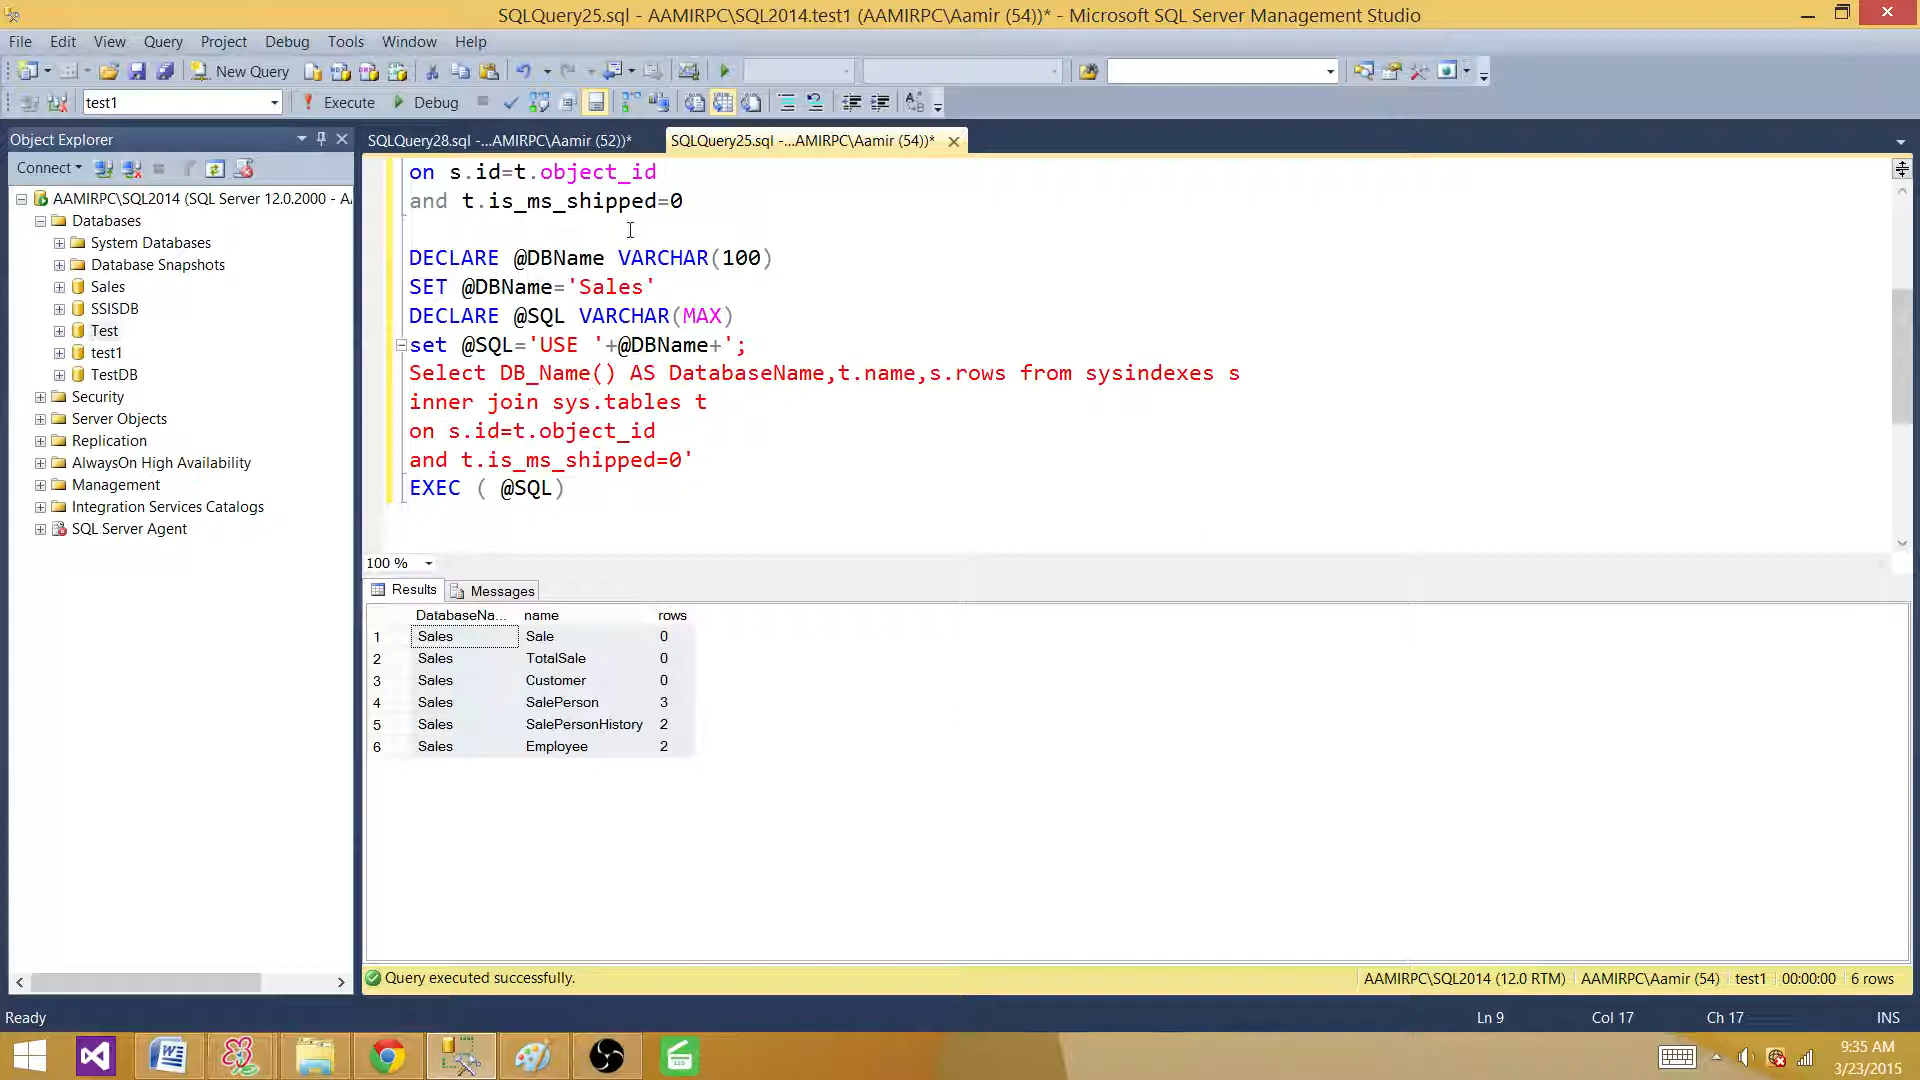 SQLQuery25.sql - AAMIRPC\SQL2014.test1 (AAMIRPC\Aamir (54))* - Microsoft SQL Server Management Studio
File Edit View Query Project Debug Tools Window Help
New Query
test1 Execute Debug
Object Explorer
SQLQuery28.sql -...AMIRPC\Aamir (52))* SQLQuery25.sql -...AMIRPC\Aamir (54))*
Connect
AAMIRPC\SQL2014 (SQL Server 12.0.2000 - A
Databases
System Databases
Database Snapshots
Sales
SSISDB
Test
test1
TestDB
Security
Server Objects
Replication
AlwaysOn High Availability
Management
Integration Services Catalogs
SQL Server Agent
on s.id=t.object_id
and t.is_ms_shipped=0
DECLARE @DBName VARCHAR(100)
SET @DBName='Sales'
DECLARE @SQL VARCHAR(MAX)
set @SQL='USE '+@DBName+';
Select DB_Name() AS DatabaseName,t.name,s.rows from sysindexes s
inner join sys.tables t
on s.id=t.object_id
and t.is_ms_shipped=0'
EXEC ( @SQL)
100 %
Results Messages
DatabaseNa... name rows
1 Sales Sale 0
2 Sales TotalSale 0
3 Sales Customer 0
4 Sales SalePerson 3
5 Sales SalePersonHistory 2
6 Sales Employee 2
Query executed successfully. AAMIRPC\SQL2014 (12.0 RTM) AAMIRPC\Aamir (54) test1 00:00:00 6 rows
Ready Ln 9 Col 17 Ch 17 INS
9:35 AM
3/23/2015